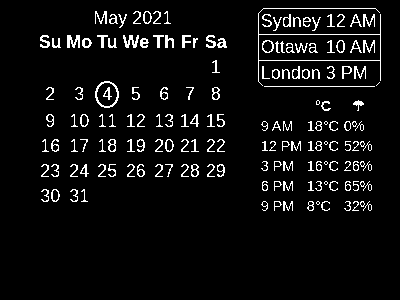 May 2021
Su Mo Tu We Th Fr Sa
1
2 3 4 5 6 7 8
9 10 11 12 13 14 15
16 17 18 19 20 21 22
23 24 25 26 27 28 29
30 31
Sydney 12 AM
Ottawa 10 AM
London 3 PM
°C ☂
9 AM 18°C 0%
12 PM 18°C 52%
3 PM 16°C 26%
6 PM 13°C 65%
9 PM 8°C 32%